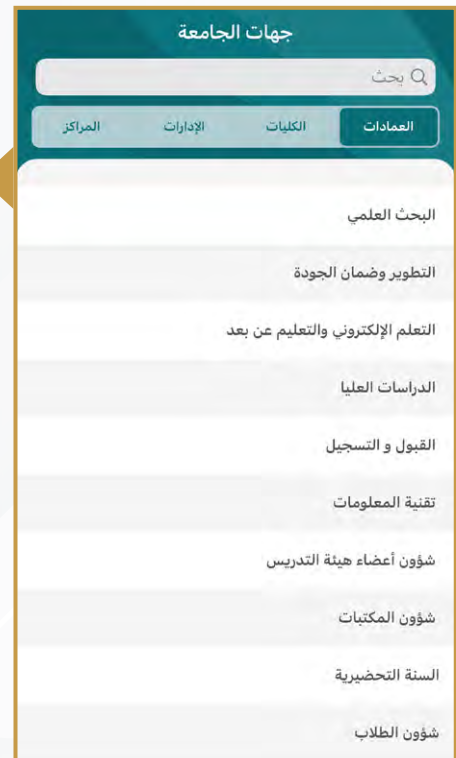 جهات الجامعة
بحث
العمادات الكليات الإدارات المراكز
البحث العلمي
التطوير وضمان الجودة
التعلم الإلكتروني والتعليم عن بعد
الدراسات العليا
القبول و التسجيل
تقنية المعلومات
شؤون أعضاء هيئة التدريس
شؤون المكتبات
السنة التحضيرية
شؤون الطلاب